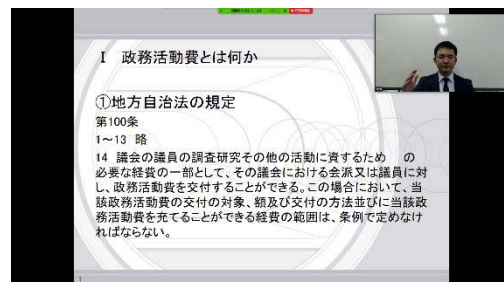 Ⅰ 政務活動費とは何か
①地方自治法の規定
第100条
1～13 略
14 議会の議員の調査研究その他の活動に資するため の
必要な経費の一部として、その議会における会派又は議員に対
し、政務活動費を交付することができる。この場合において、当
該政務活動費の交付の対象、額及び交付の方法並びに当該政
務活動費を充てることができる経費の範囲は、条例で定めなけ
ればならない。
1